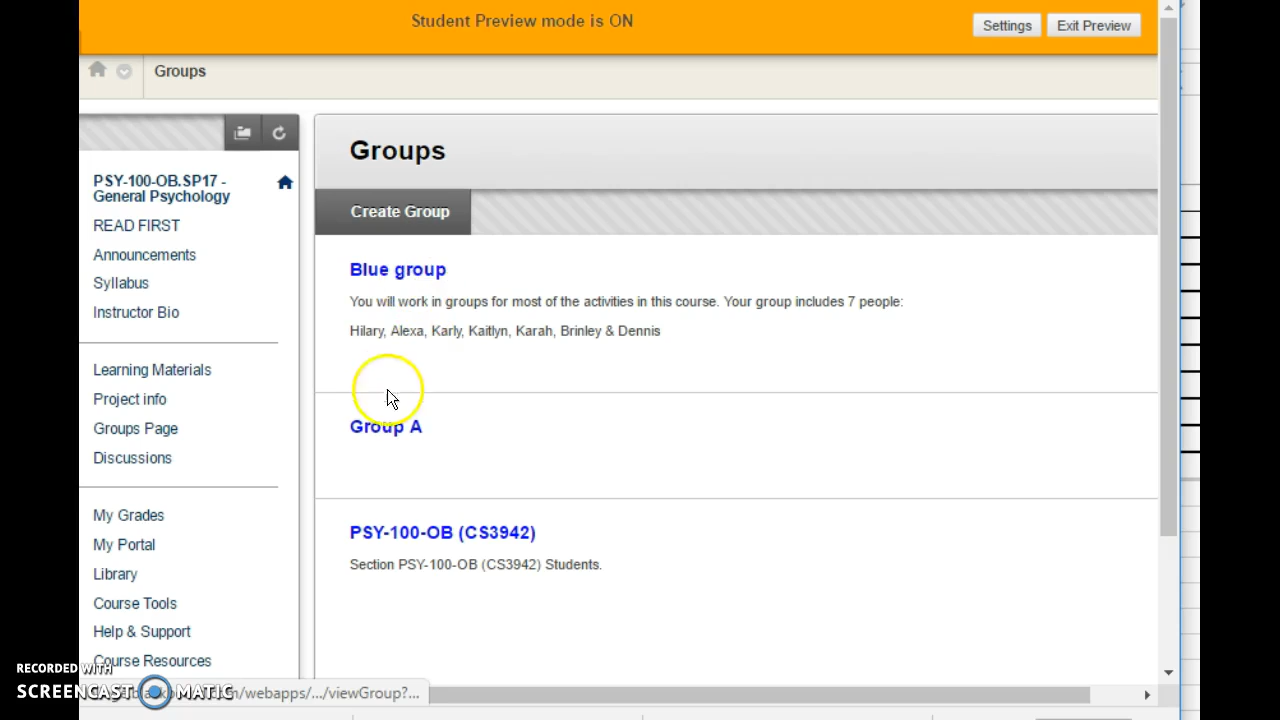 Student Preview mode is ON
Settings
Exit Preview
Groups
PSY-100-OB.SP17 -
General Psychology
READ FIRST
Announcements
Syllabus
Instructor Bio
Learning Materials
Project info
Groups Page
Discussions
My Grades
My Portal
Library
Course Tools
Help & Support
Course Resources
Groups
Create Group
Blue group
You will work in groups for most of the activities in this course. Your group includes 7 people:
Hilary, Alexa, Karly, Kaitlyn, Karah, Brinley & Dennis
Group A
PSY-100-OB (CS3942)
Section PSY-100-OB (CS3942) Students.
RECORDED WITH
SCREENCAST MATIC
/webapps/.../viewGroup?...